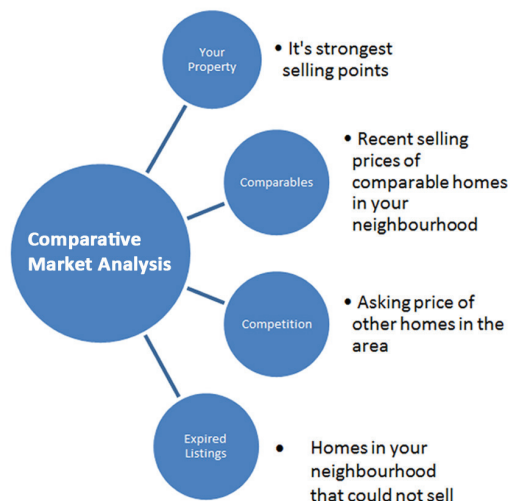 Your
Property
• It's strongest
selling points
Comparables
• Recent selling
prices of
comparable homes
in your
neighbourhood
Comparative
Market Analysis
Competition
• Asking price of
other homes in the
area
Expired
Listings
• Homes in your
neighbourhood
that could not sell